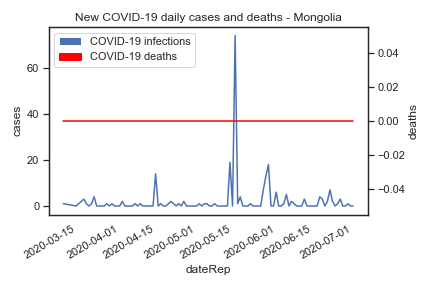 New COVID-19 daily cases and deaths - Mongolia
COVID-19 infections
COVID-19 deaths
60
40
20
0
cases
0.04
0.02
0.00
−0.02
−0.04
deaths
2020-03-15
2020-04-01
2020-04-15
2020-05-01
2020-05-15
2020-06-01
2020-06-15
2020-07-01
dateRep